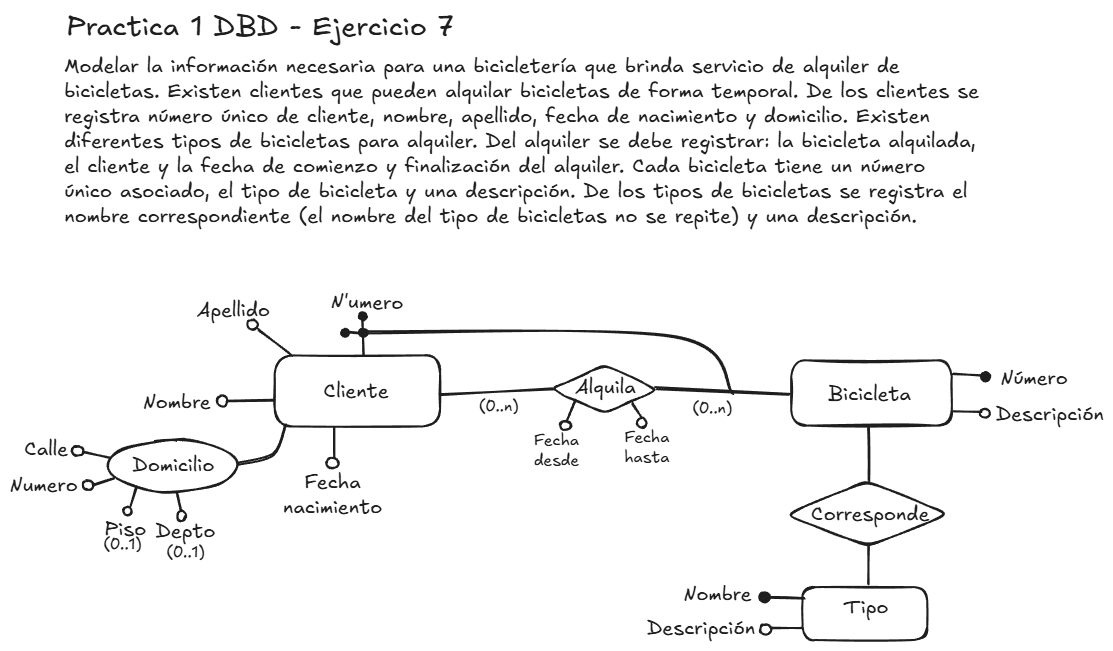 Practica 1 DBD - Ejercicio 7
Modelar la información necesaria para una bicicletería que brinda servicio de alquiler de
bicicletas. Existen clientes que pueden alquilar bicicletas de forma temporal. De los clientes se
registra número único de cliente, nombre, apellido, fecha de nacimiento y domicilio. Existen
diferentes tipos de bicicletas para alquiler. Del alquiler se debe registrar: la bicicleta alquilada,
el cliente y la fecha de comienzo y finalización del alquiler. Cada bicicleta tiene un número
único asociado, el tipo de bicicleta y una descripción. De los tipos de bicicletas se registra el
nombre correspondiente (el nombre del tipo de bicicletas no se repite) y una descripción.
Apellido
N'umero
Cliente
Nombre
Calle
Domicilio
Numero
Piso
(0..1)
Depto
(0..1)
Fecha
nacimiento
(0..n)
Alquila
(0..n)
Fecha
desde
Fecha
hasta
Bicicleta
Número
Descripción
Corresponde
Nombre
Tipo
Descripción